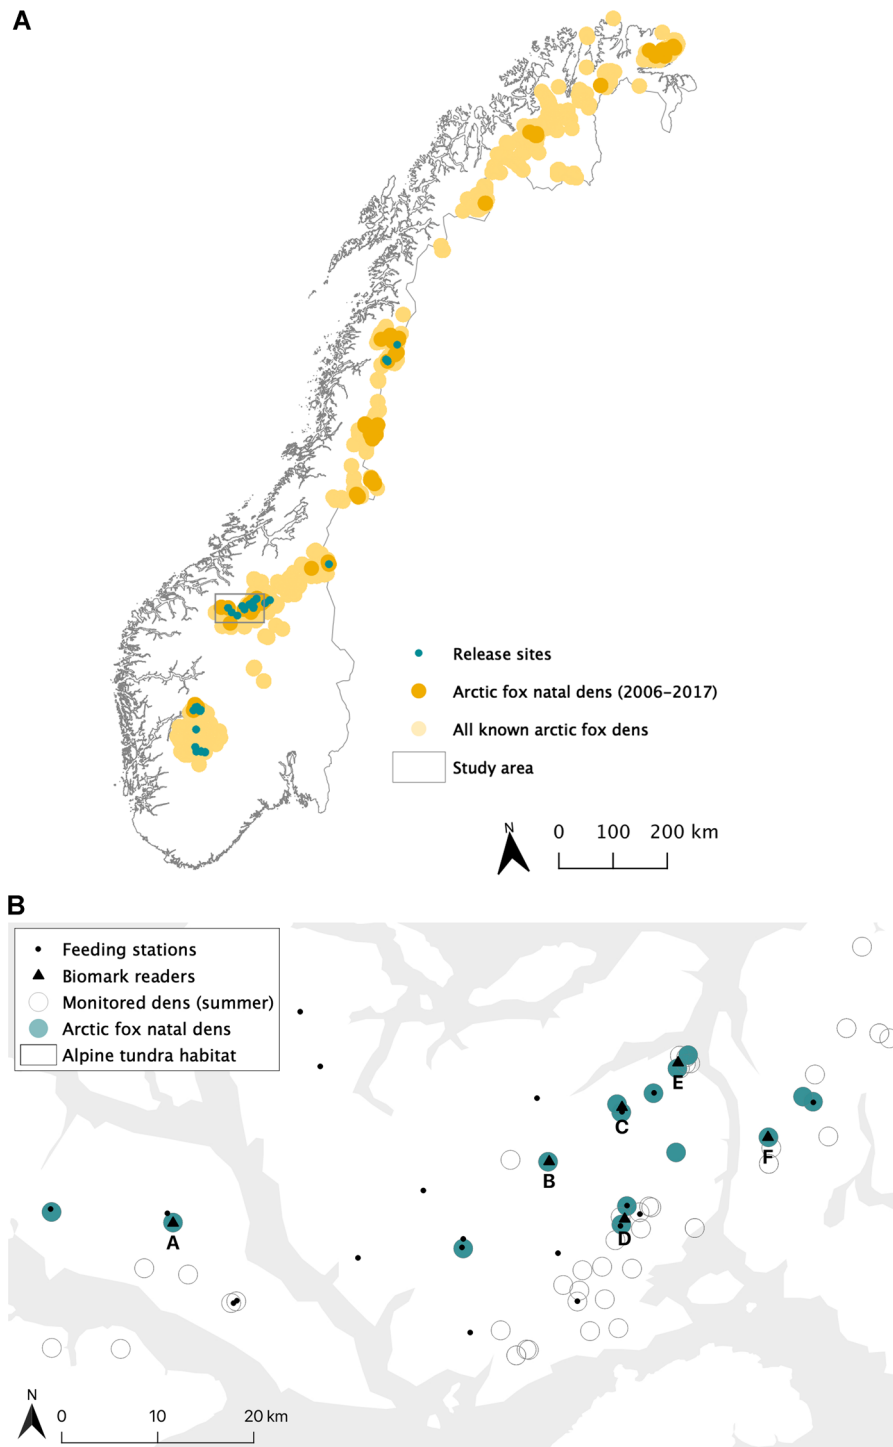 A
Release sites
Arctic fox natal dens (2006–2017)
All known arctic fox dens
Study area
N
0 100 200 km
B
Feeding stations
Biomark readers
Monitored dens (summer)
Arctic fox natal dens
Alpine tundra habitat
E
C
F
B
D
A
N
0 10 20 km